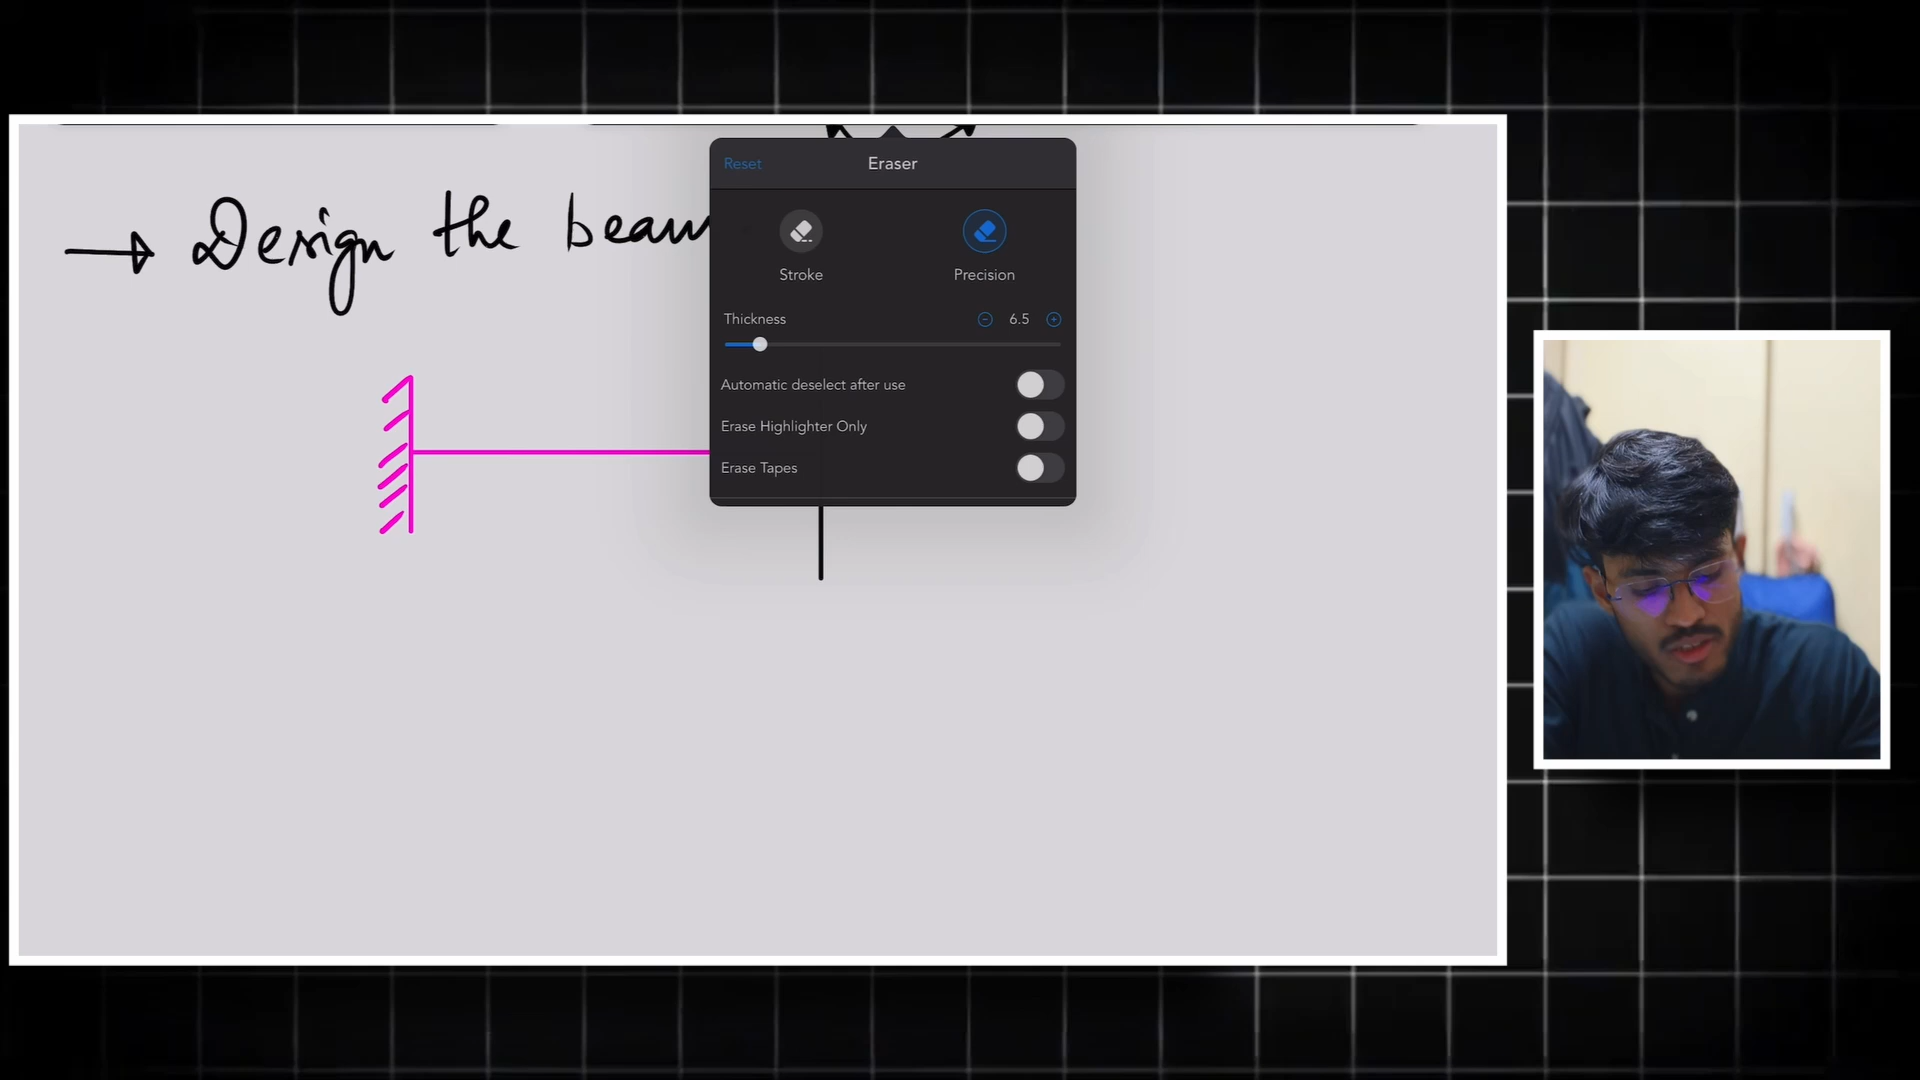 Reset Eraser
→ Design the beam
Stroke Precision
Thickness 6.5
Automatic deselect after use
Erase Highlighter Only
Erase Tapes